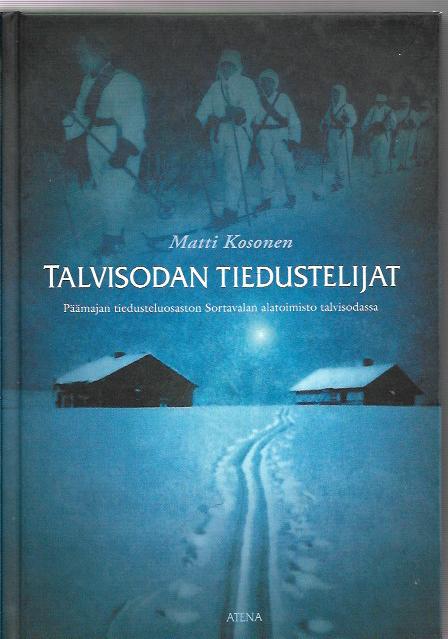 Matti Kosonen
TALVISODAN TIEDUSTELIJAT
Päämajan tiedusteluosaston Sortavalan alatoimisto talvisodassa
ATENA